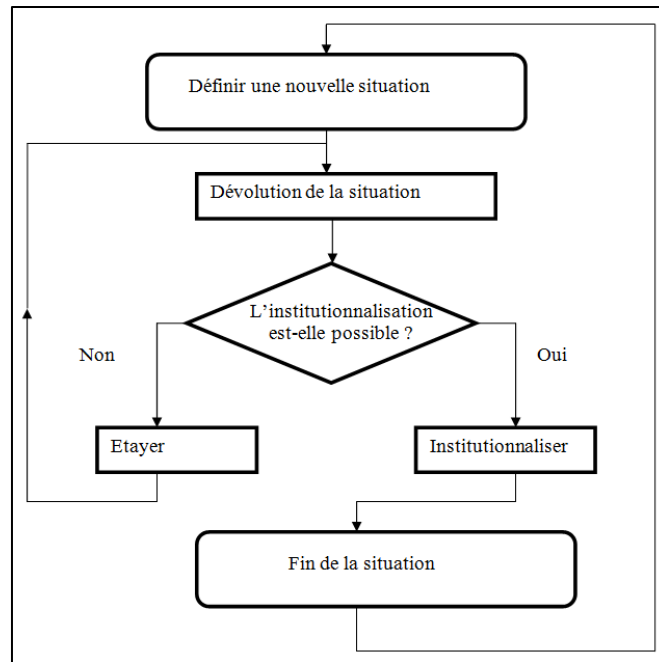 Définir une nouvelle situation
Dévolution de la situation
L’institutionnalisation
est-elle possible ?
Non
Oui
Etayer
Institutionnaliser
Fin de la situation